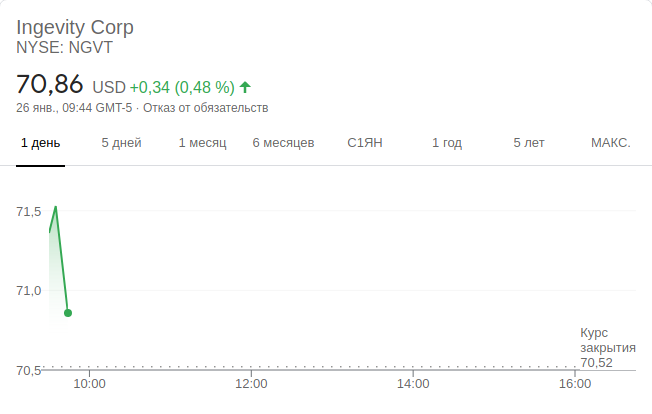 Ingevity Corp
NYSE: NGVT
70,86 USD +0,34 (0,48 %)
26 янв., 09:44 GMT-5 · Отказ от обязательств
1 день 5 дней 1 месяц 6 месяцев С1ЯН 1 год 5 лет МАКС.
71,5
71,0
Курс
закрытия
70,52
70,5
10:00 12:00 14:00 16:00